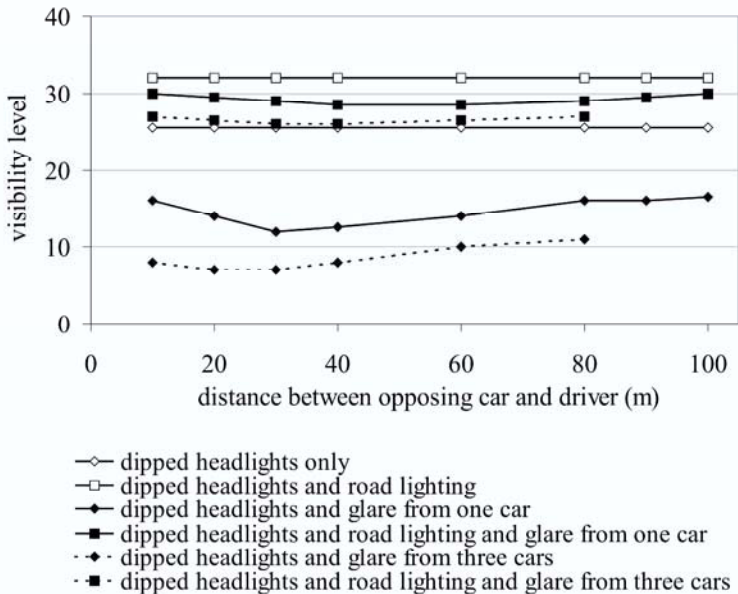 40
30
20
10
0
visibility level
0 20 40 60 80 100
distance between opposing car and driver (m)
dipped headlights only
dipped headlights and road lighting
dipped headlights and glare from one car
dipped headlights and road lighting and glare from one car
dipped headlights and glare from three cars
dipped headlights and road lighting and glare from three cars